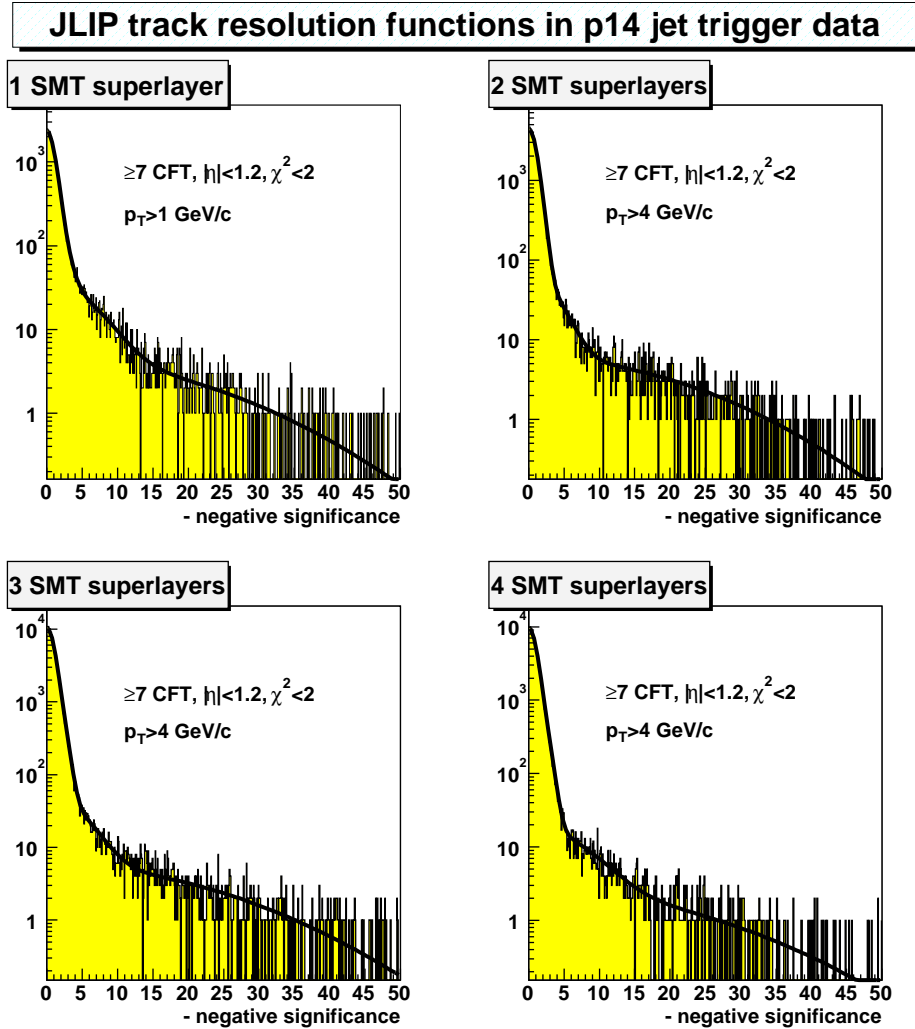 JLIP track resolution functions in p14 jet trigger data
1 SMT superlayer
10³
10²
10
1
≥7 CFT, |η|<1.2, χ²<2
p_T>1 GeV/c
0 5 10 15 20 25 30 35 40 45 50
- negative significance
2 SMT superlayers
10³
10²
10
1
≥7 CFT, |η|<1.2, χ²<2
p_T>4 GeV/c
0 5 10 15 20 25 30 35 40 45 50
- negative significance
3 SMT superlayers
10⁴
10³
10²
10
1
≥7 CFT, |η|<1.2, χ²<2
p_T>4 GeV/c
0 5 10 15 20 25 30 35 40 45 50
- negative significance
4 SMT superlayers
10⁴
10³
10²
10
1
≥7 CFT, |η|<1.2, χ²<2
p_T>4 GeV/c
0 5 10 15 20 25 30 35 40 45 50
- negative significance